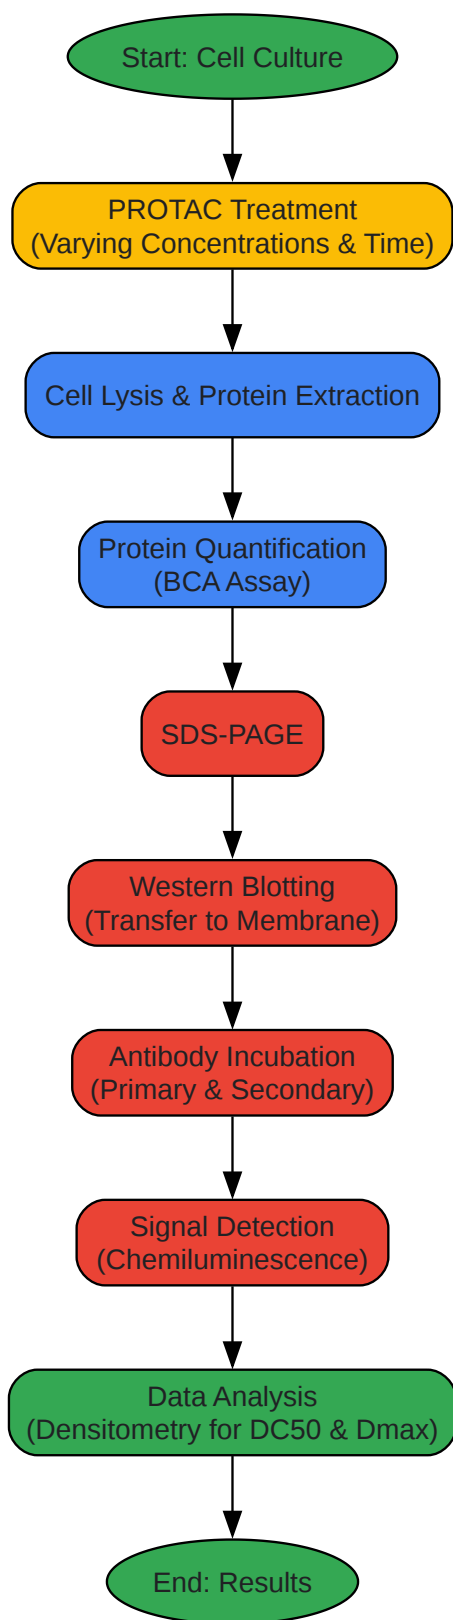 Start: Cell Culture
PROTAC Treatment
(Varying Concentrations & Time)
Cell Lysis & Protein Extraction
Protein Quantification
(BCA Assay)
SDS-PAGE
Western Blotting
(Transfer to Membrane)
Antibody Incubation
(Primary & Secondary)
Signal Detection
(Chemiluminescence)
Data Analysis
(Densitometry for DC50 & Dmax)
End: Results